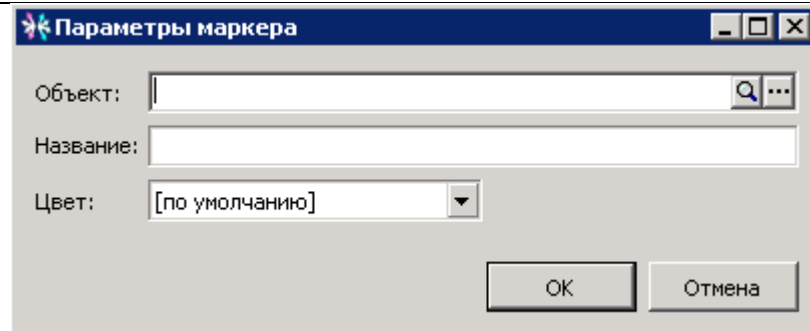 Параметры маркера
Объект:
Название:
Цвет: [по умолчанию]
OK Отмена